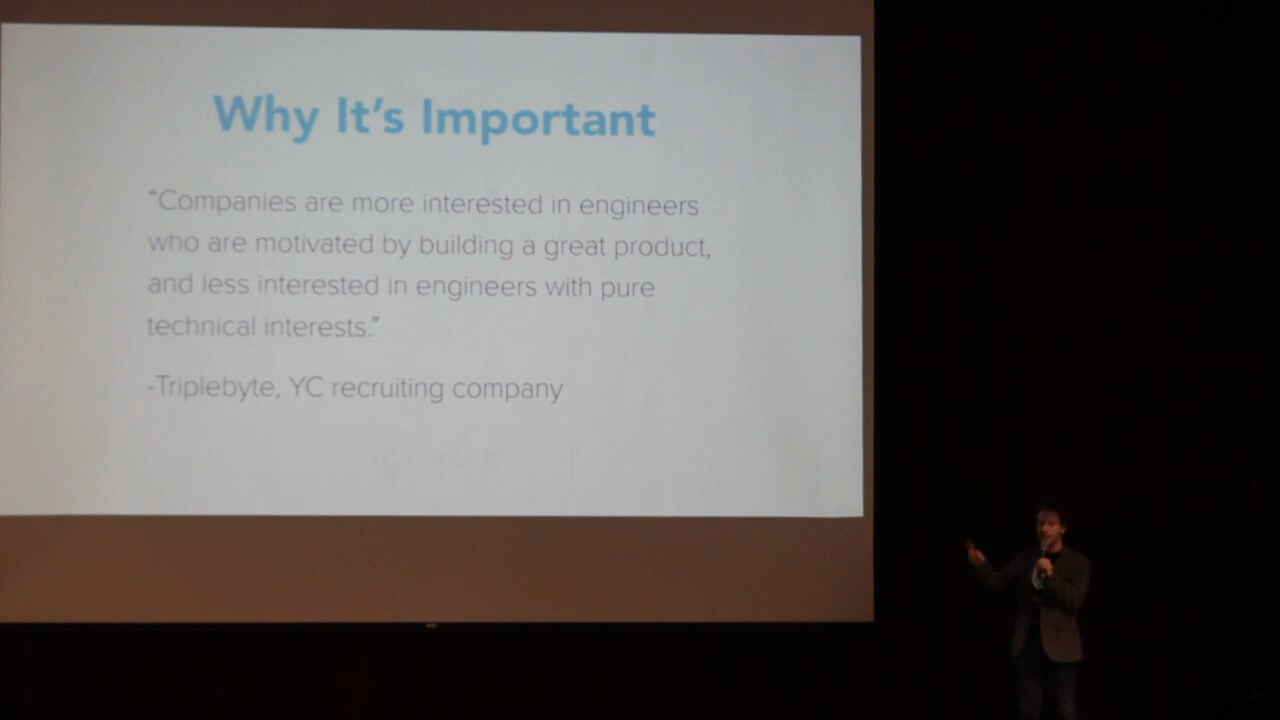 Why It's Important
“Companies are more interested in engineers
who are motivated by building a great product,
and less interested in engineers with pure
technical interests.”
-Triplebyte, YC recruiting company